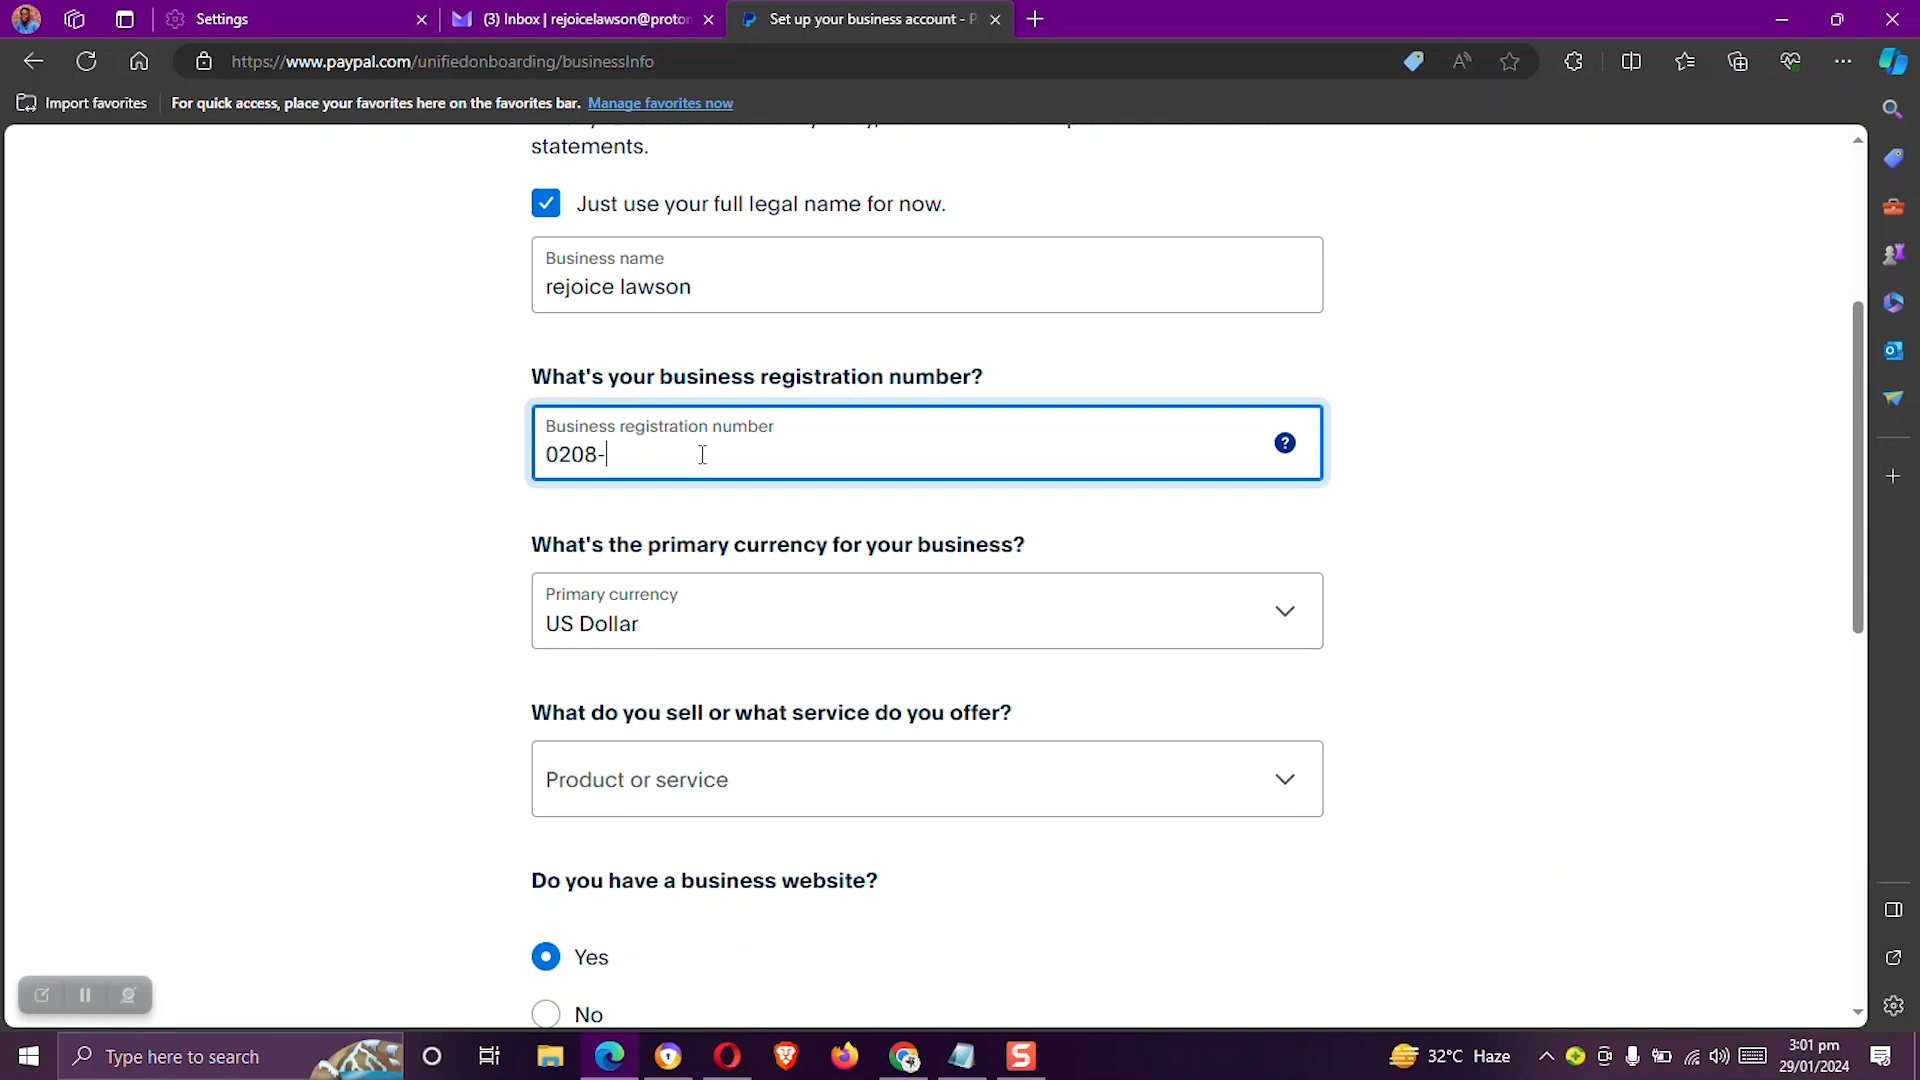 Settings
(3) Inbox | rejoicelawson@proton
Set up your business account - P
https://www.paypal.com/unifiedonboarding/businessInfo
Import favorites
For quick access, place your favorites here on the favorites bar. Manage favorites now
statements.
Just use your full legal name for now.
Business name
rejoice lawson
What's your business registration number?
Business registration number
0208-
?
What's the primary currency for your business?
Primary currency
US Dollar
What do you sell or what service do you offer?
Product or service
Do you have a business website?
Yes
No
Type here to search
32°C Haze
3:01 pm
29/01/2024